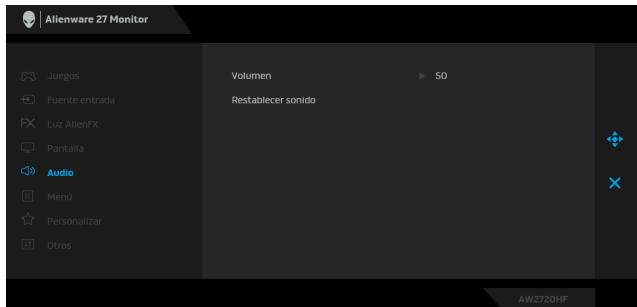 Alienware 27 Monitor
Juegos
Fuente entrada
Luz AlienFX
Pantalla
Audio
Menú
Personalizar
Otros
Volumen 50
Restablecer sonido
AW2720HF